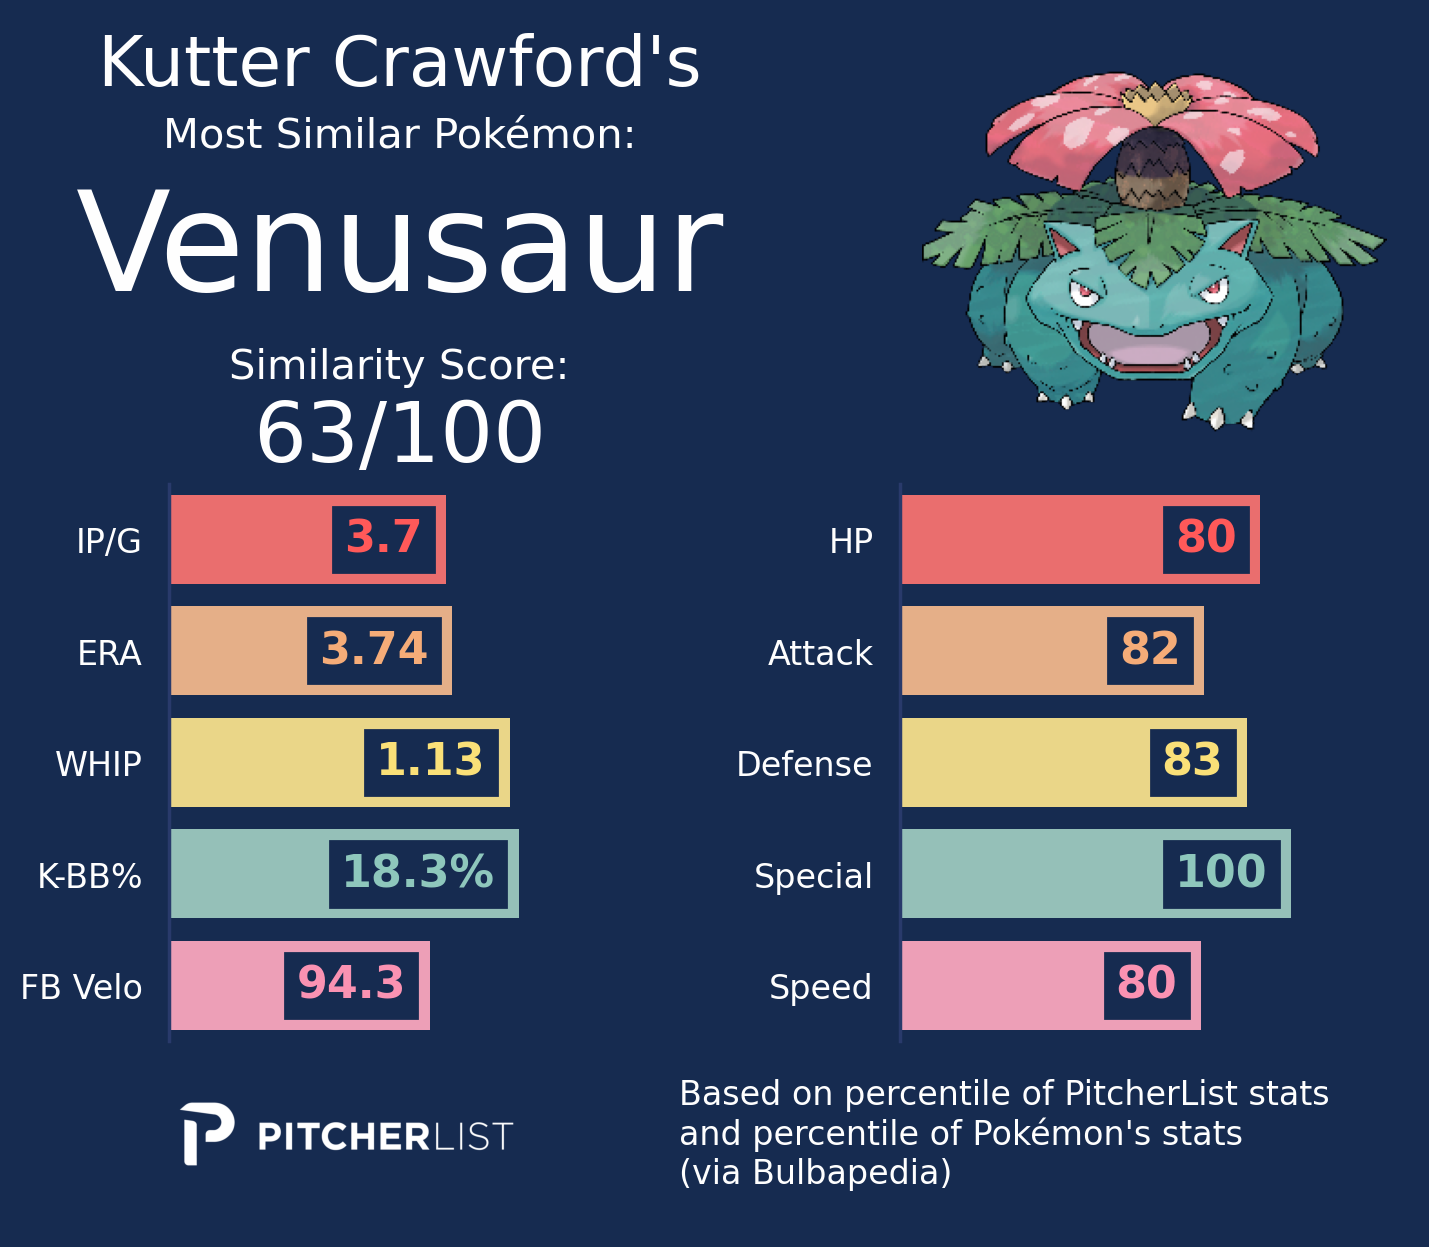 Kutter Crawford's
Most Similar Pokémon:
Venusaur
Similarity Score:
63/100
IP/G 3.7
ERA 3.74
WHIP 1.13
K-BB% 18.3%
FB Velo 94.3
HP 80
Attack 82
Defense 83
Special 100
Speed 80
PITCHERLIST
Based on percentile of PitcherList stats
and percentile of Pokémon's stats
(via Bulbapedia)